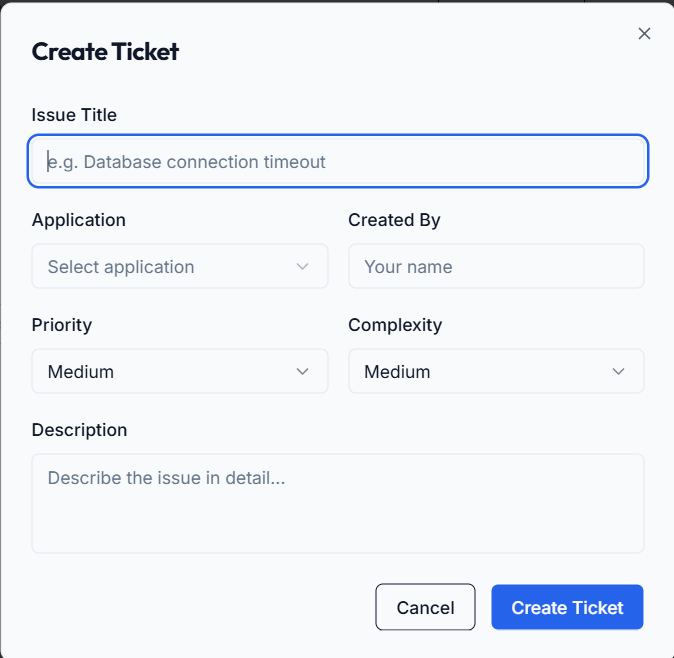 Create Ticket
Issue Title
e.g. Database connection timeout
Application
Created By
Select application
Your name
Priority
Complexity
Medium
Medium
Description
Describe the issue in detail...
Cancel
Create Ticket